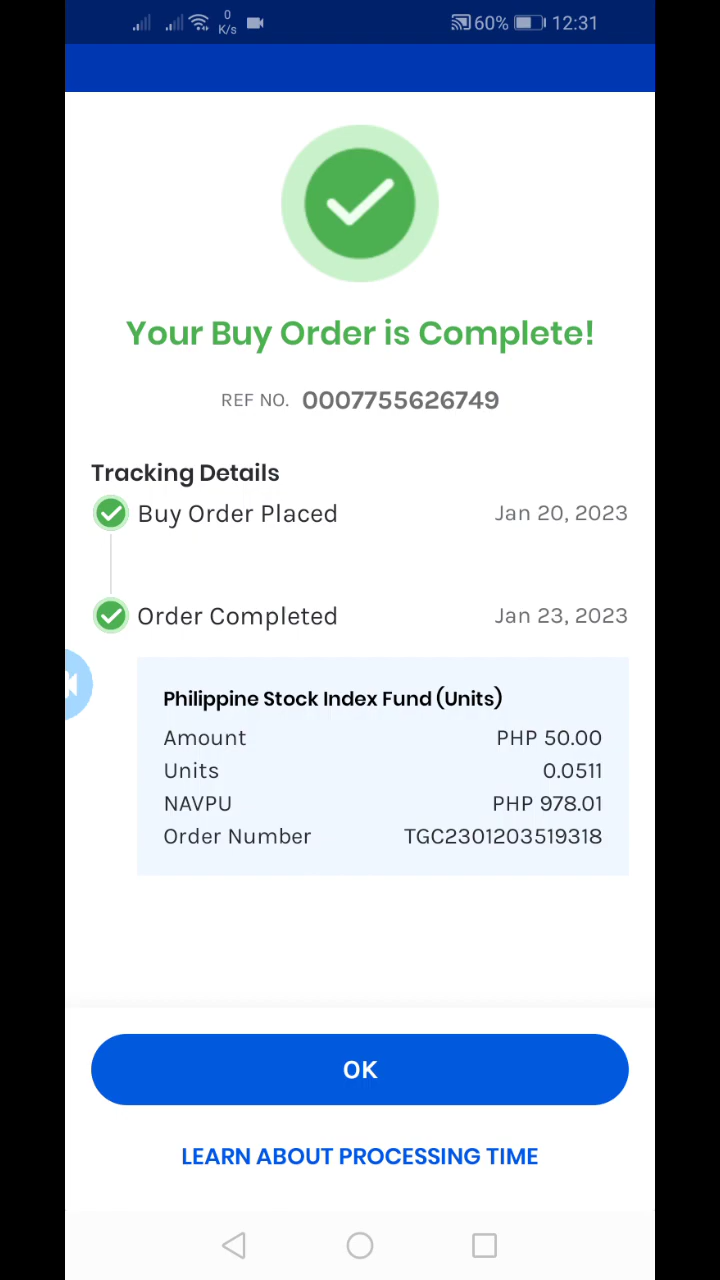 0
K/s
60% 12:31
Your Buy Order is Complete!
REF NO. 0007755626749
Tracking Details
Buy Order Placed Jan 20, 2023
Order Completed Jan 23, 2023
Philippine Stock Index Fund (Units)
Amount PHP 50.00
Units 0.0511
NAVPU PHP 978.01
Order Number TGC2301203519318
OK
LEARN ABOUT PROCESSING TIME